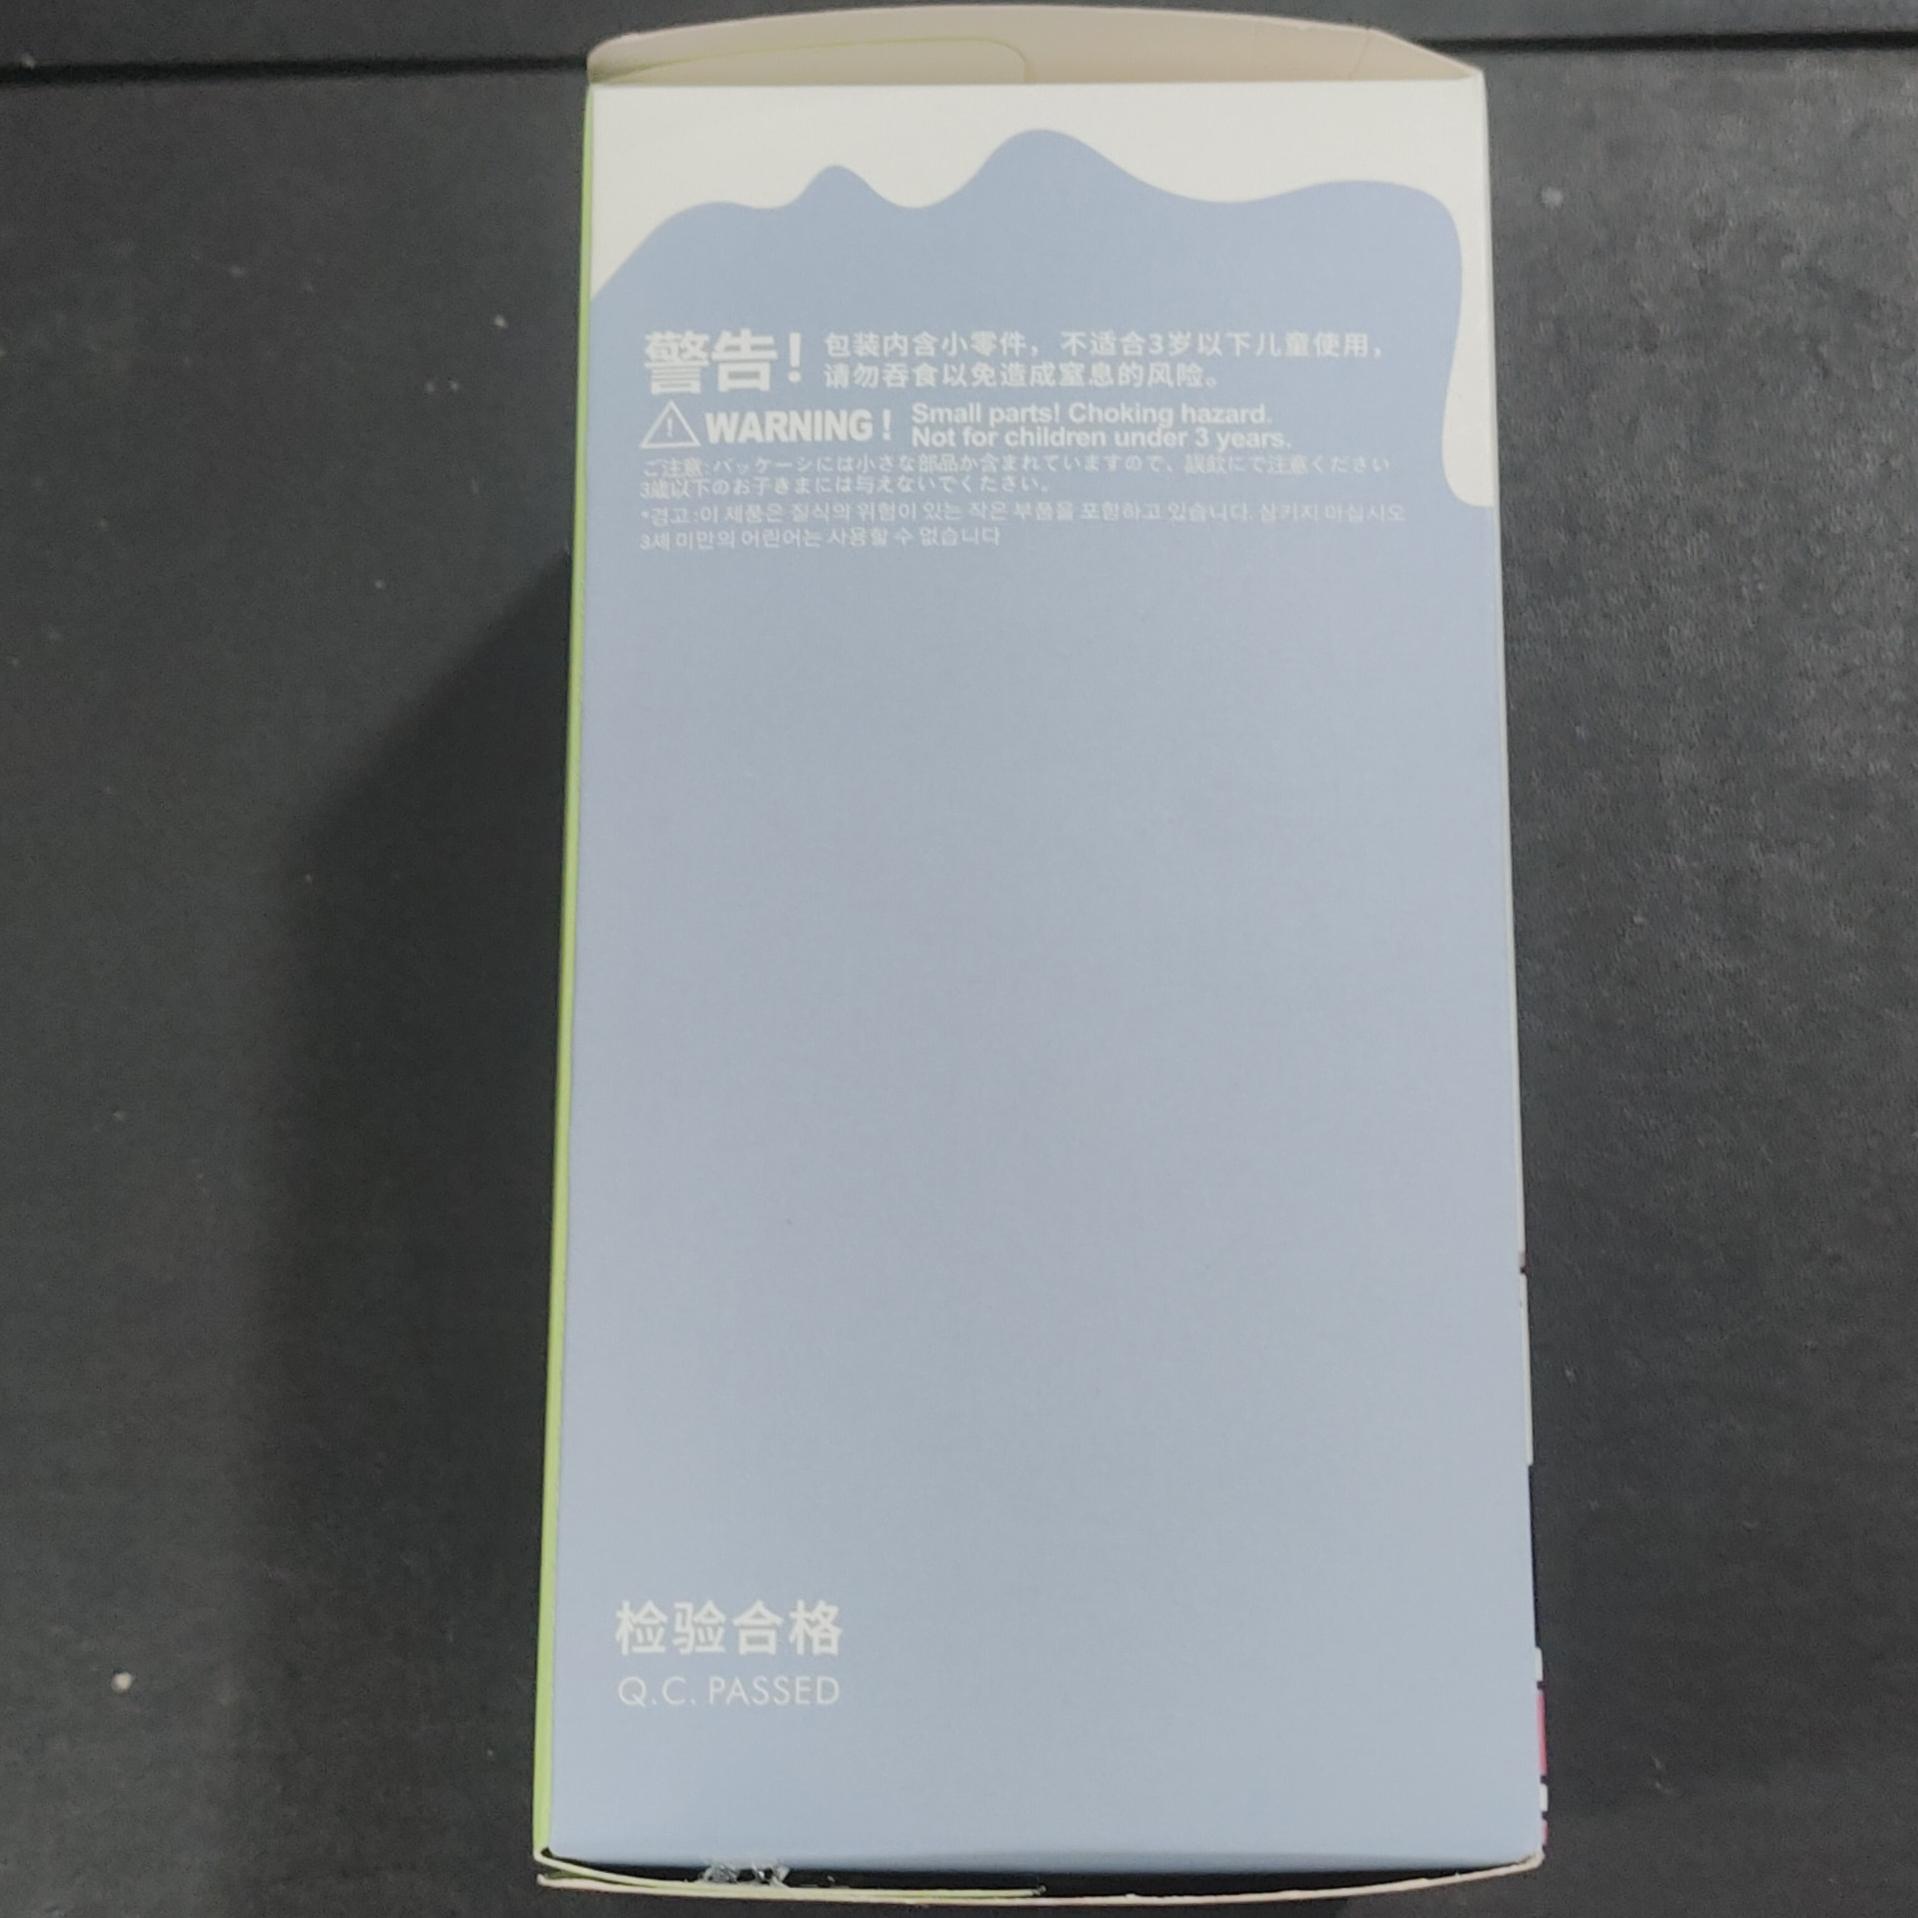 警告! 包装内含小零件，不适合3岁以下儿童使用，
请勿吞食以免造成窒息的风险。
WARNING! Small parts! Choking hazard.
Not for children under 3 years.
ご注意:パッケーシには小さな部品か含まれていますので、誤飲にで注意ください
3歳以下のお子きまには与えないでください。
*경고:이 제품은 질식의 위험이 있는 작은 부품을 포함하고 있습니다. 삼키지 마십시오
3세 미만의 어린어는 사용할 수 없습니다
检验合格
Q.C. PASSED